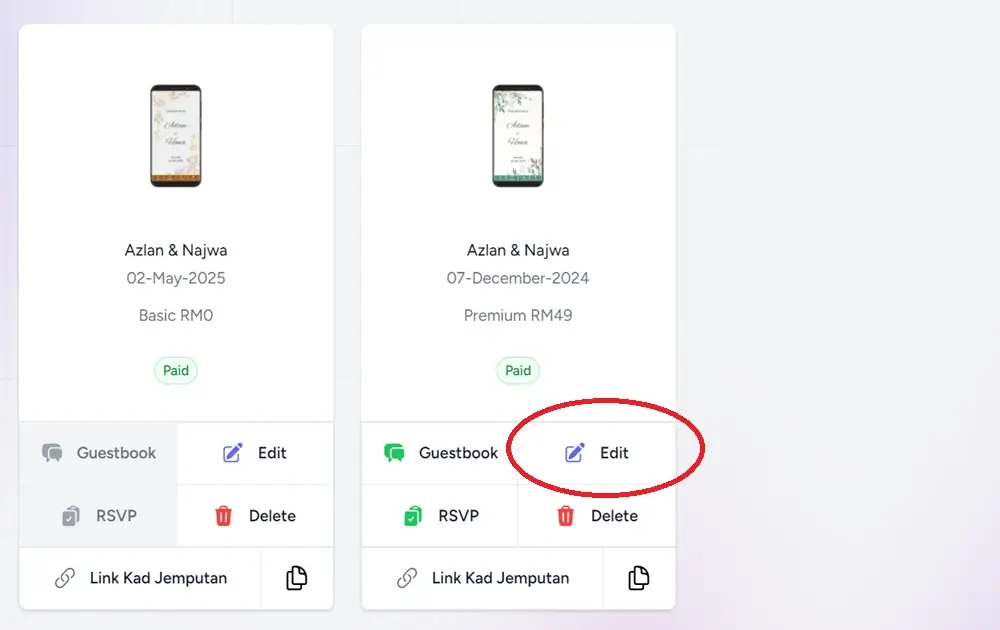 Azlan & Najwa
02-May-2025
Basic RM0
Paid
Guestbook
Edit
RSVP
Delete
Link Kad Jemputan
Azlan & Najwa
07-December-2024
Premium RM49
Paid
Guestbook
Edit
RSVP
Delete
Link Kad Jemputan